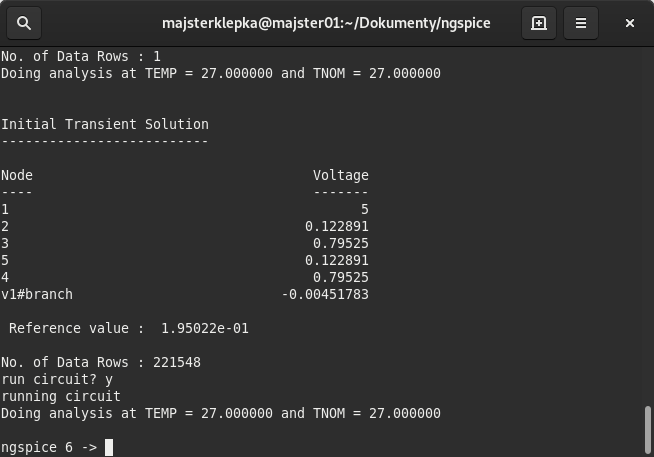 majsterklepka@majster01:~/Dokumenty/ngspice
No. of Data Rows : 1
Doing analysis at TEMP = 27.000000 and TNOM = 27.000000
Initial Transient Solution
--------------------------
Node                                   Voltage
----                                   -------
1                                            5
2                                     0.122891
3                                      0.79525
5                                     0.122891
4                                      0.79525
v1#branch                          -0.00451783
 Reference value :  1.95022e-01
No. of Data Rows : 221548
run circuit? y
running circuit
Doing analysis at TEMP = 27.000000 and TNOM = 27.000000
ngspice 6 ->